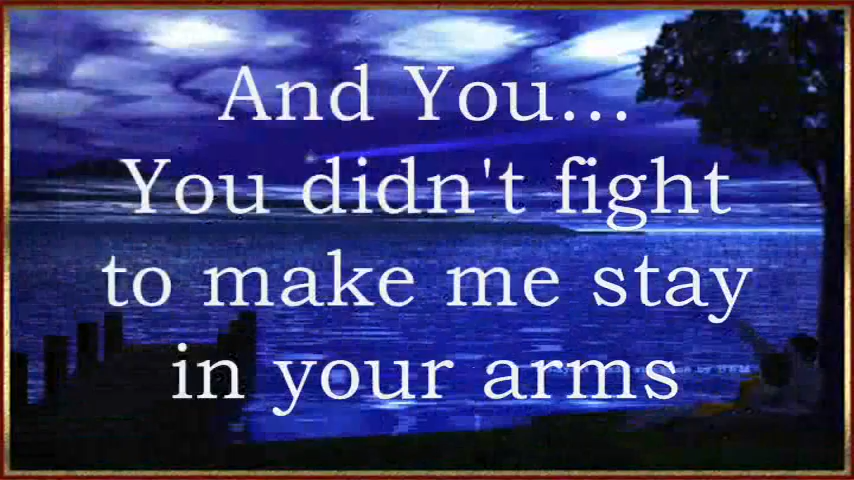 And You...
You didn't fight
to make me stay
in your arms